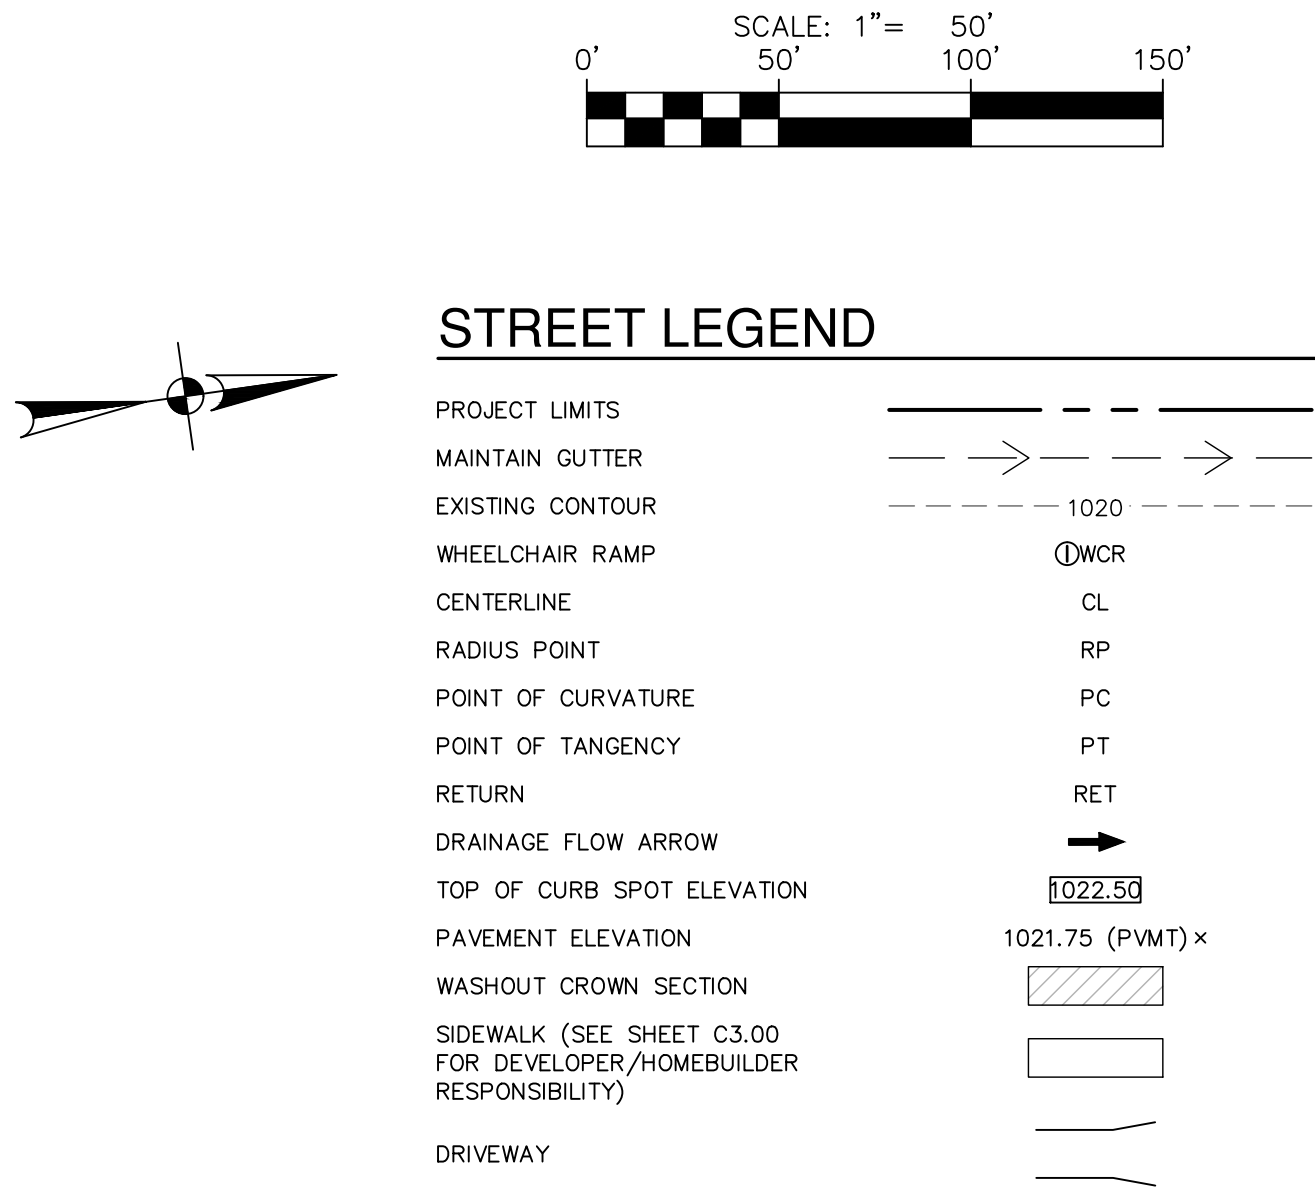 SCALE: 1"= 50'
0' 50' 100' 150'
STREET LEGEND
PROJECT LIMITS
MAINTAIN GUTTER
EXISTING CONTOUR 1020
WHEELCHAIR RAMP ①WCR
CENTERLINE CL
RADIUS POINT RP
POINT OF CURVATURE PC
POINT OF TANGENCY PT
RETURN RET
DRAINAGE FLOW ARROW
TOP OF CURB SPOT ELEVATION 1022.50
PAVEMENT ELEVATION 1021.75 (PVMT)×
WASHOUT CROWN SECTION
SIDEWALK (SEE SHEET C3.00
FOR DEVELOPER/HOMEBUILDER
RESPONSIBILITY)
DRIVEWAY